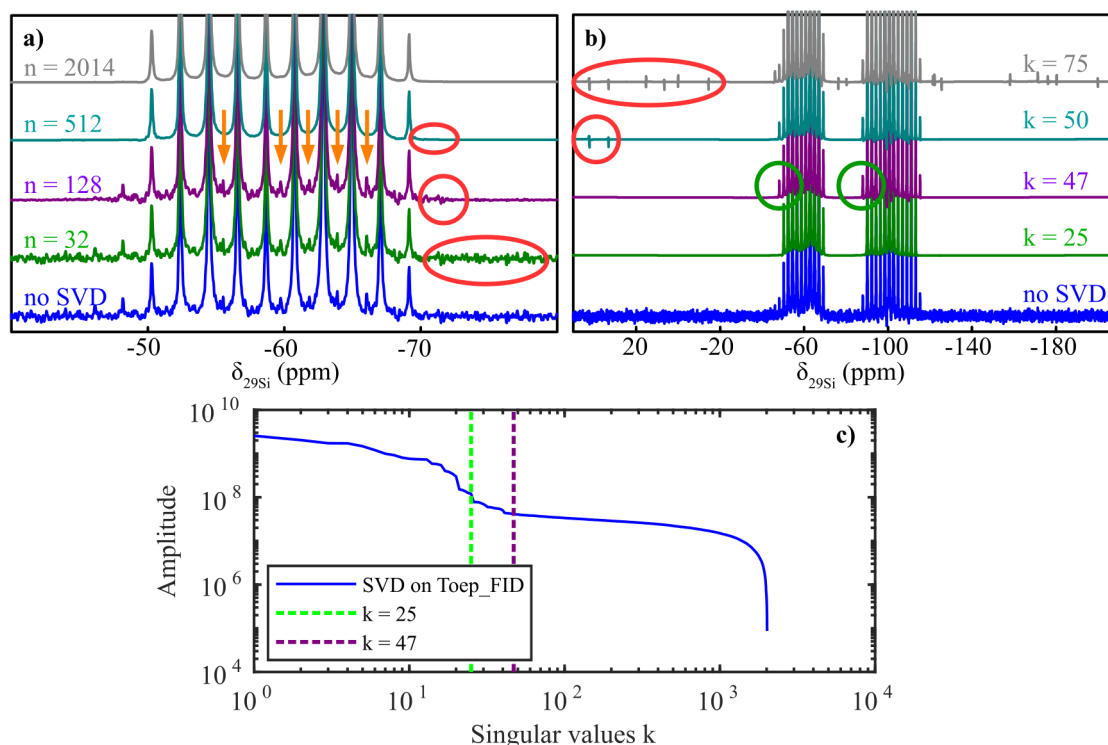 a)
n = 2014
n = 512
n = 128
n = 32
no SVD
-50
-60
-70
δ29Si (ppm)
b)
k = 75
k = 50
k = 47
k = 25
no SVD
20
-20
-60
-100
-140
-180
δ29Si (ppm)
c)
10^10
10^8
10^6
10^4
Amplitude
SVD on Toep_FID
k = 25
k = 47
10^0
10^1
10^2
10^3
10^4
Singular values k